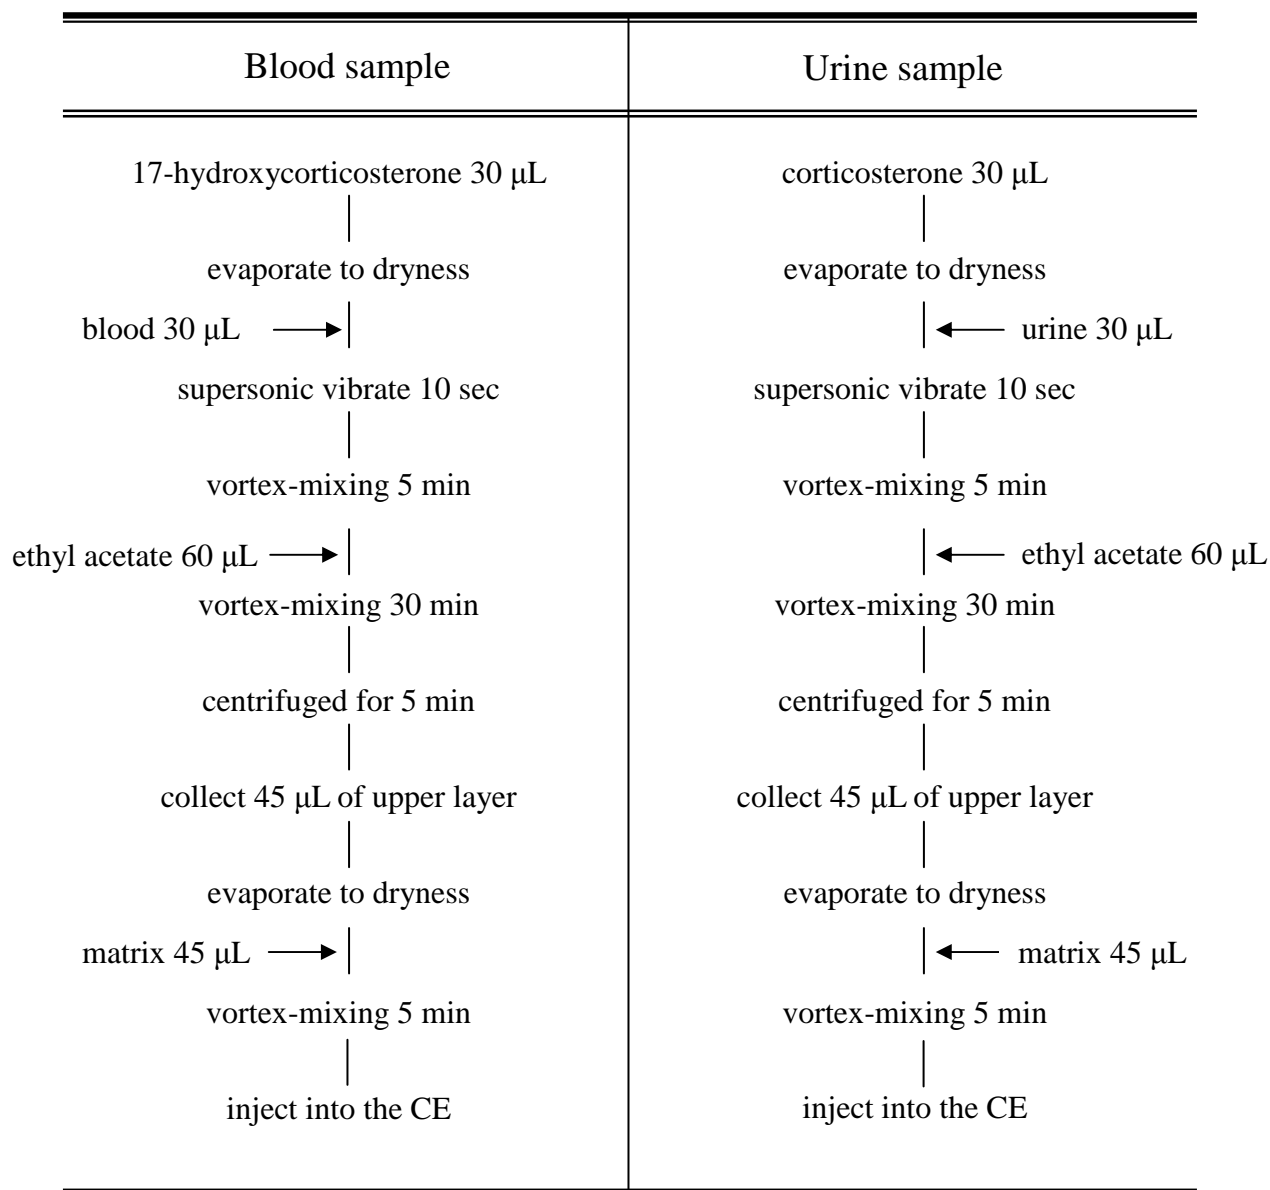 Blood sample
17-hydroxycorticosterone 30 μL
evaporate to dryness
blood 30 μL
supersonic vibrate 10 sec
vortex-mixing 5 min
ethyl acetate 60 μL
vortex-mixing 30 min
centrifuged for 5 min
collect 45 μL of upper layer
evaporate to dryness
matrix 45 μL
vortex-mixing 5 min
inject into the CE
Urine sample
corticosterone 30 μL
evaporate to dryness
urine 30 μL
supersonic vibrate 10 sec
vortex-mixing 5 min
ethyl acetate 60 μL
vortex-mixing 30 min
centrifuged for 5 min
collect 45 μL of upper layer
evaporate to dryness
matrix 45 μL
vortex-mixing 5 min
inject into the CE